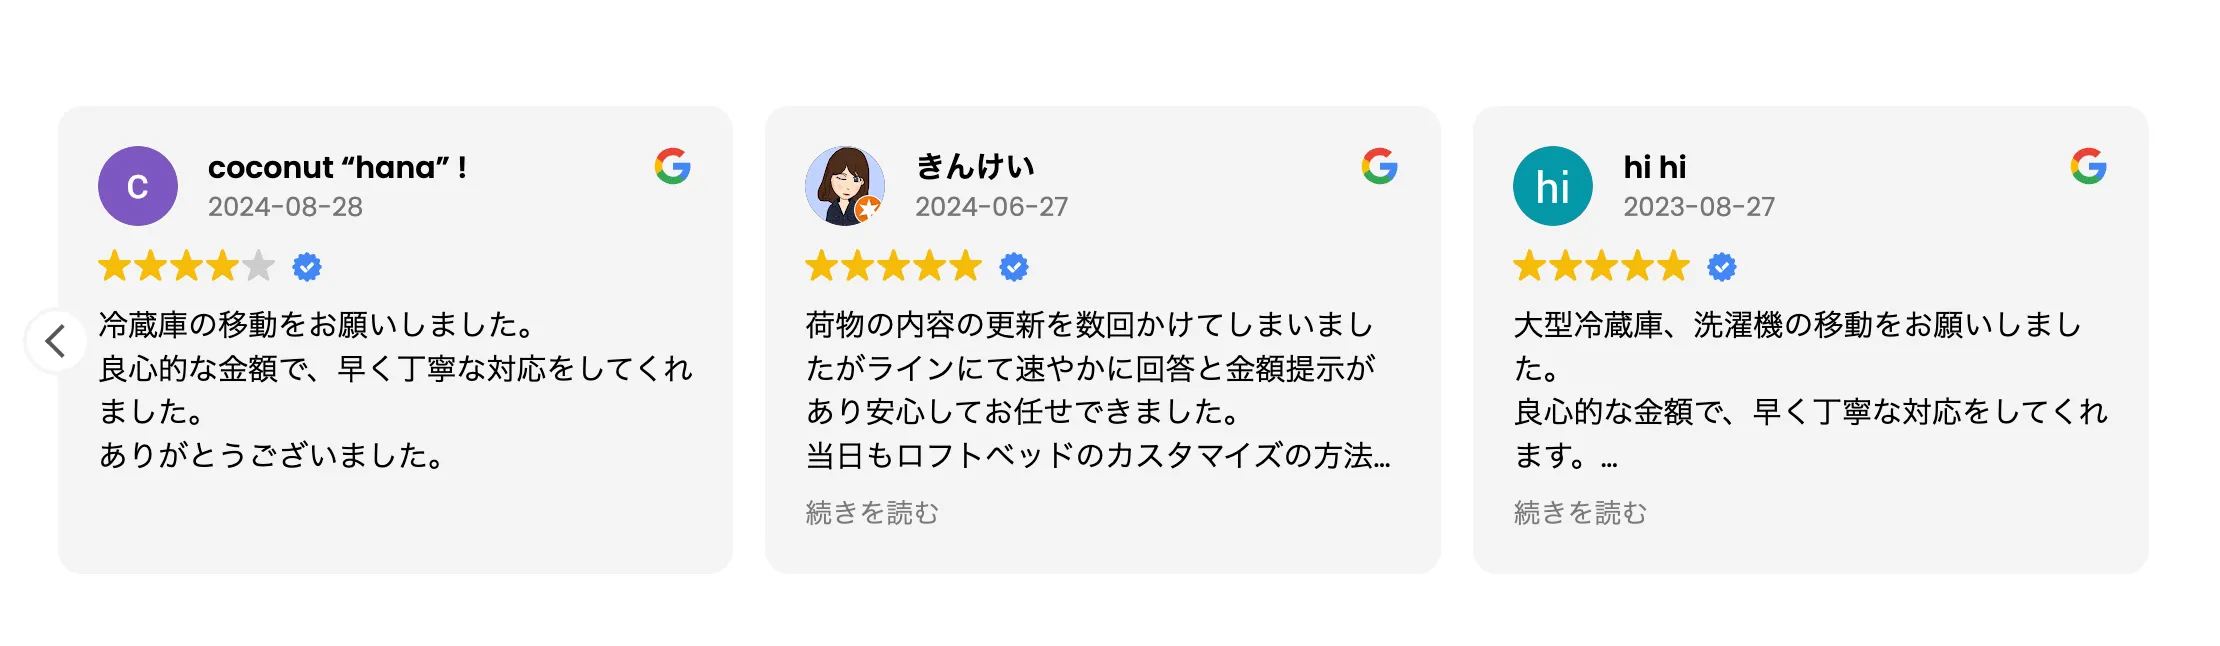 c
coconut “hana” !
2024-08-28
冷蔵庫の移動をお願いしました。
良心的な金額で、早く丁寧な対応をしてくれ
ました。
ありがとうございました。
きんけい
2024-06-27
荷物の内容の更新を数回かけてしまいまし
たがラインにて速やかに回答と金額提示が
あり安心してお任せできました。
当日もロフトベッドのカスタマイズの方法...
続きを読む
hi
hi hi
2023-08-27
大型冷蔵庫、洗濯機の移動をお願いしまし
た。
良心的な金額で、早く丁寧な対応をしてくれ
ます。...
続きを読む